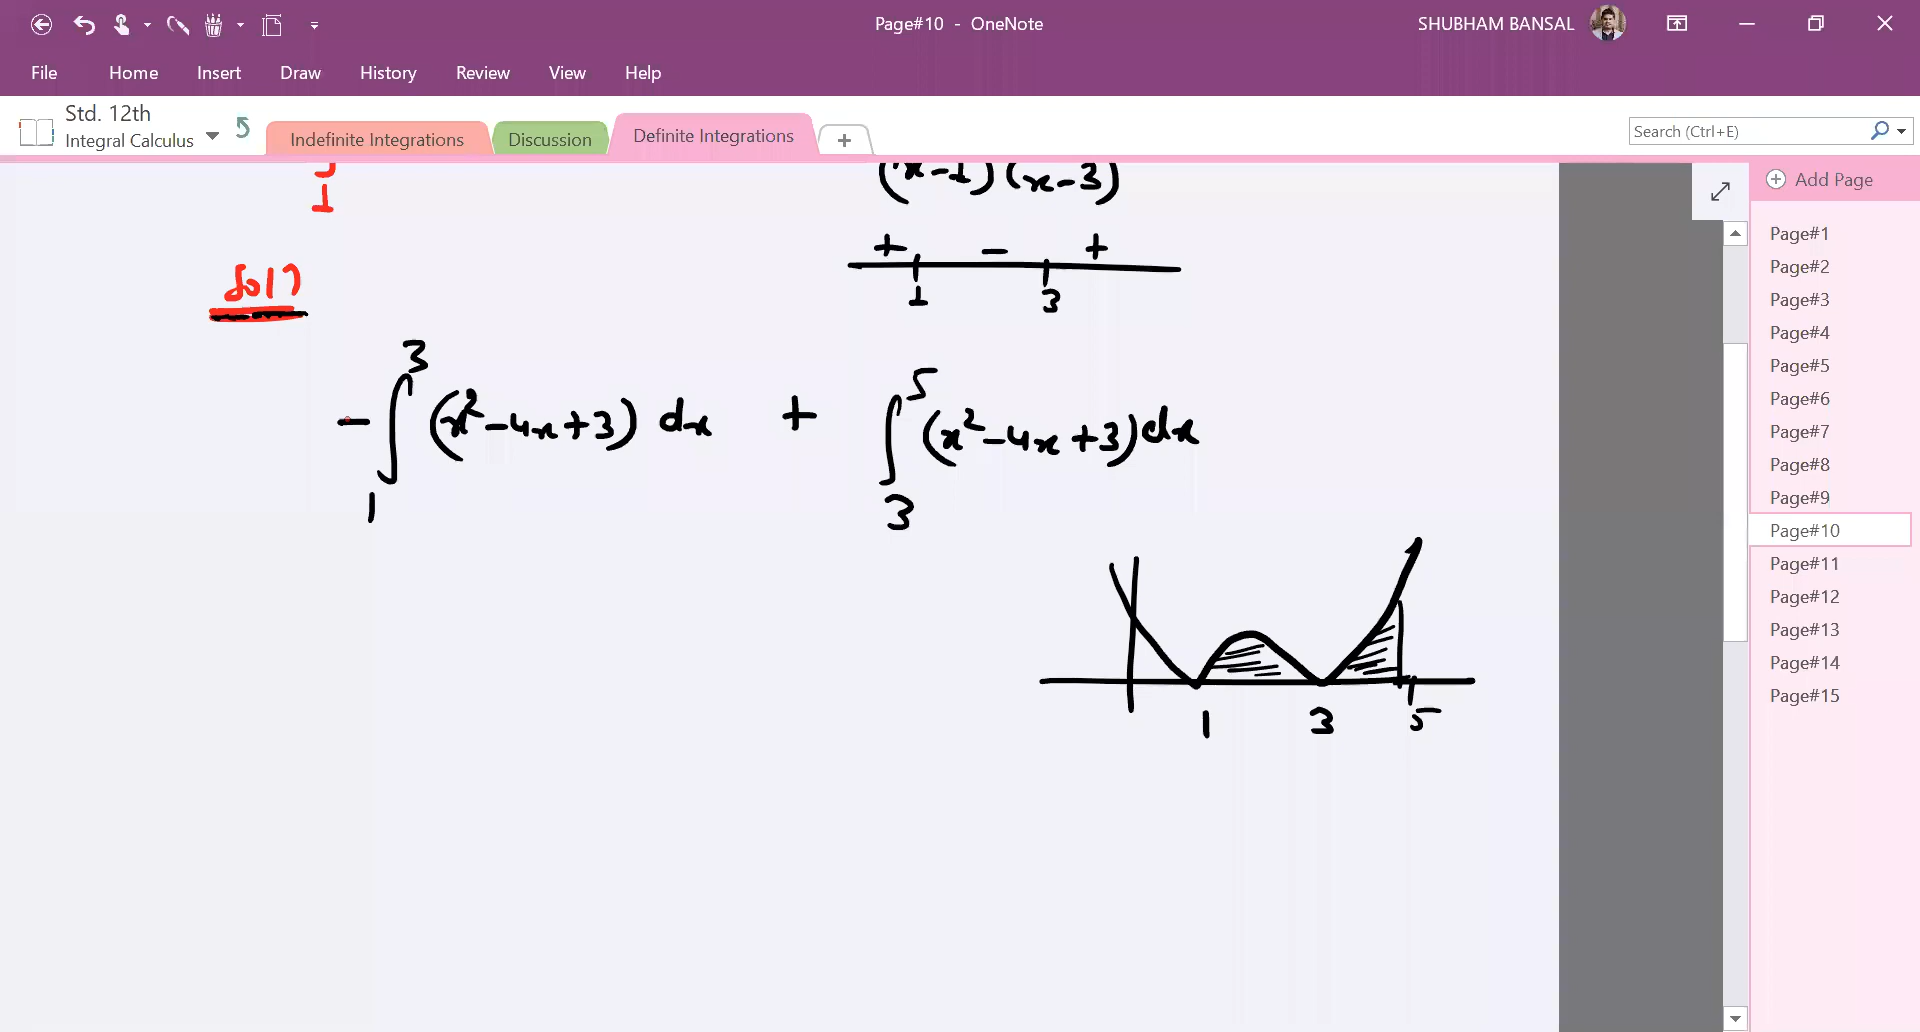 Page#10 - OneNote
SHUBHAM BANSAL
File Home Insert Draw History Review View Help
Std. 12th
Integral Calculus
Indefinite Integrations
Discussion
Definite Integrations
+
Search (Ctrl+E)
Add Page
Page#1
Page#2
Page#3
Page#4
Page#5
Page#6
Page#7
Page#8
Page#9
Page#10
Page#11
Page#12
Page#13
Page#14
Page#15
1
(x-1)(x-3)
+ - +
1 3
Sol?
-∫₁³ (x²-4x+3) dx + ∫₃⁵ (x²-4x+3) dx
1 3 5